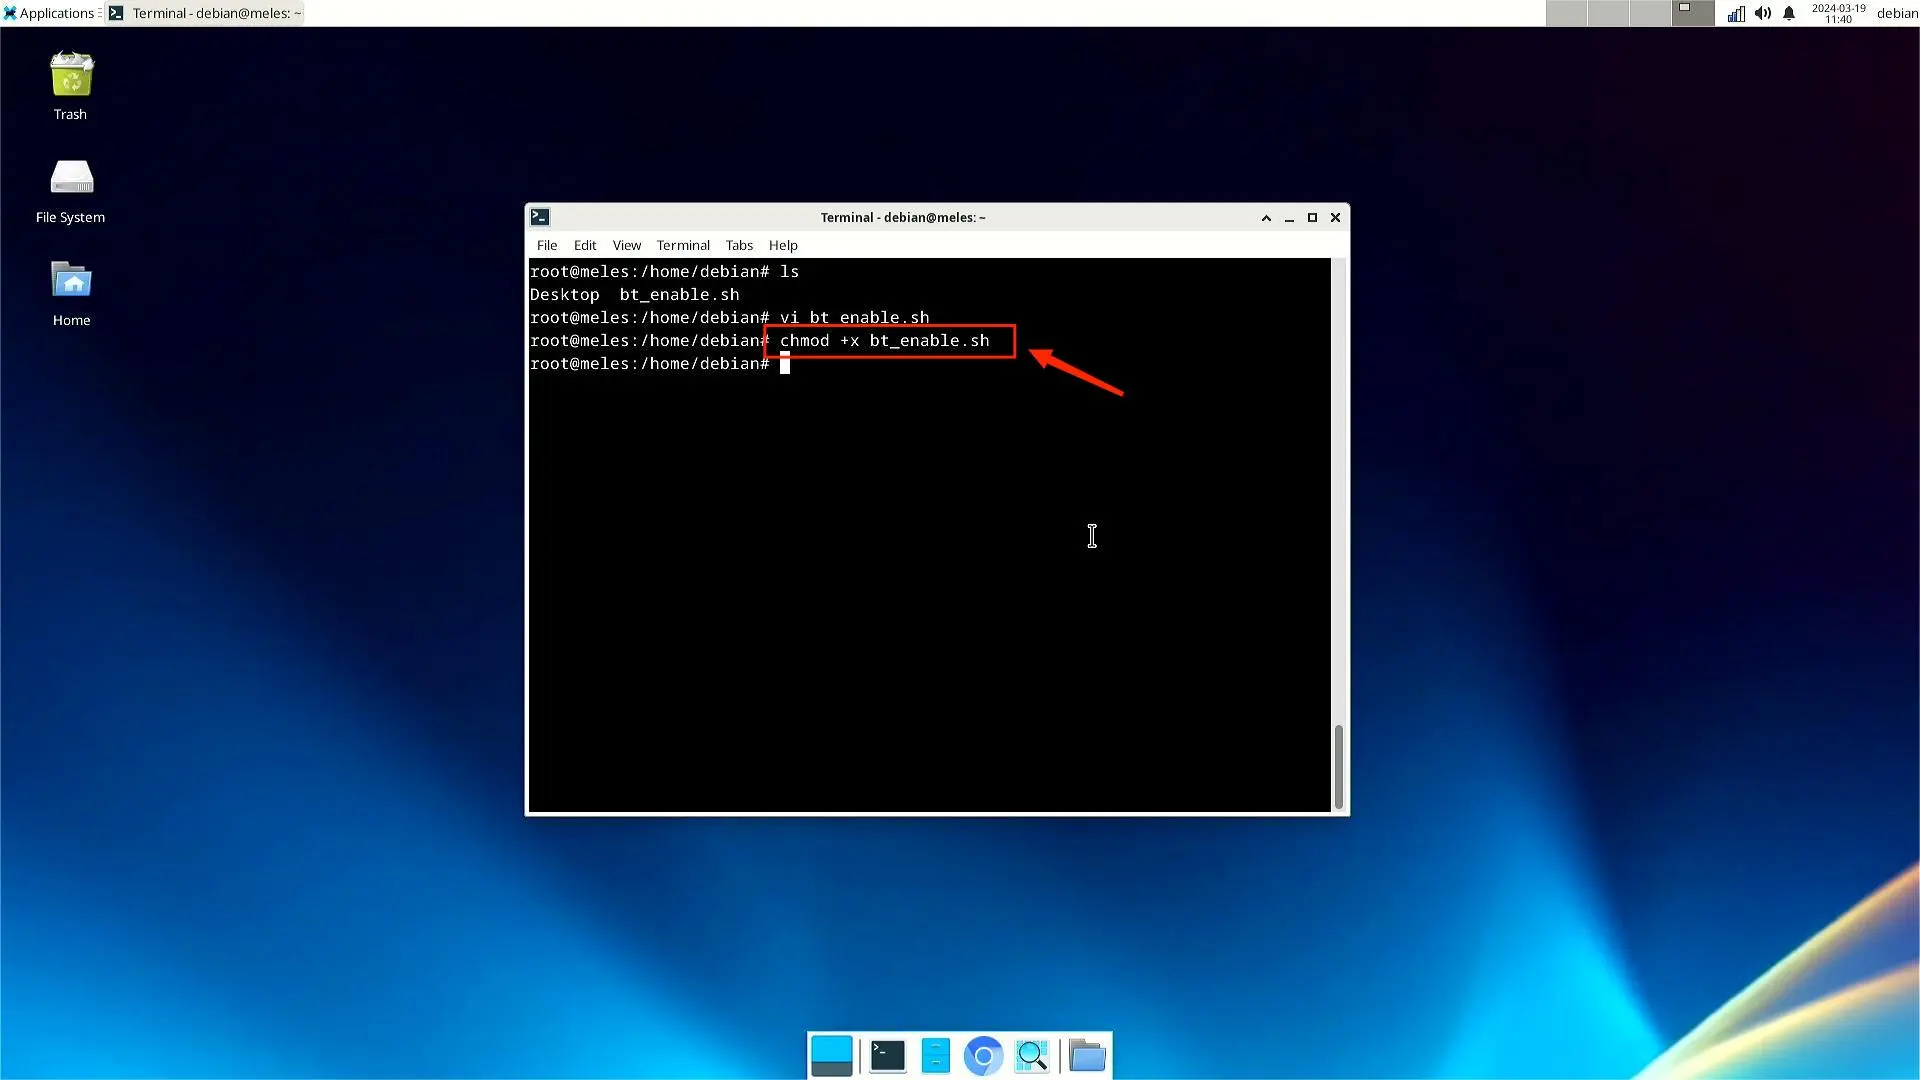 Applications
Terminal - debian@meles: ~
2024-03-19
11:40
debian
Trash
File System
Home
Terminal - debian@meles: ~
File Edit View Terminal Tabs Help
root@meles:/home/debian# ls
Desktop  bt_enable.sh
root@meles:/home/debian# vi bt_enable.sh
root@meles:/home/debian# chmod +x bt_enable.sh
root@meles:/home/debian#